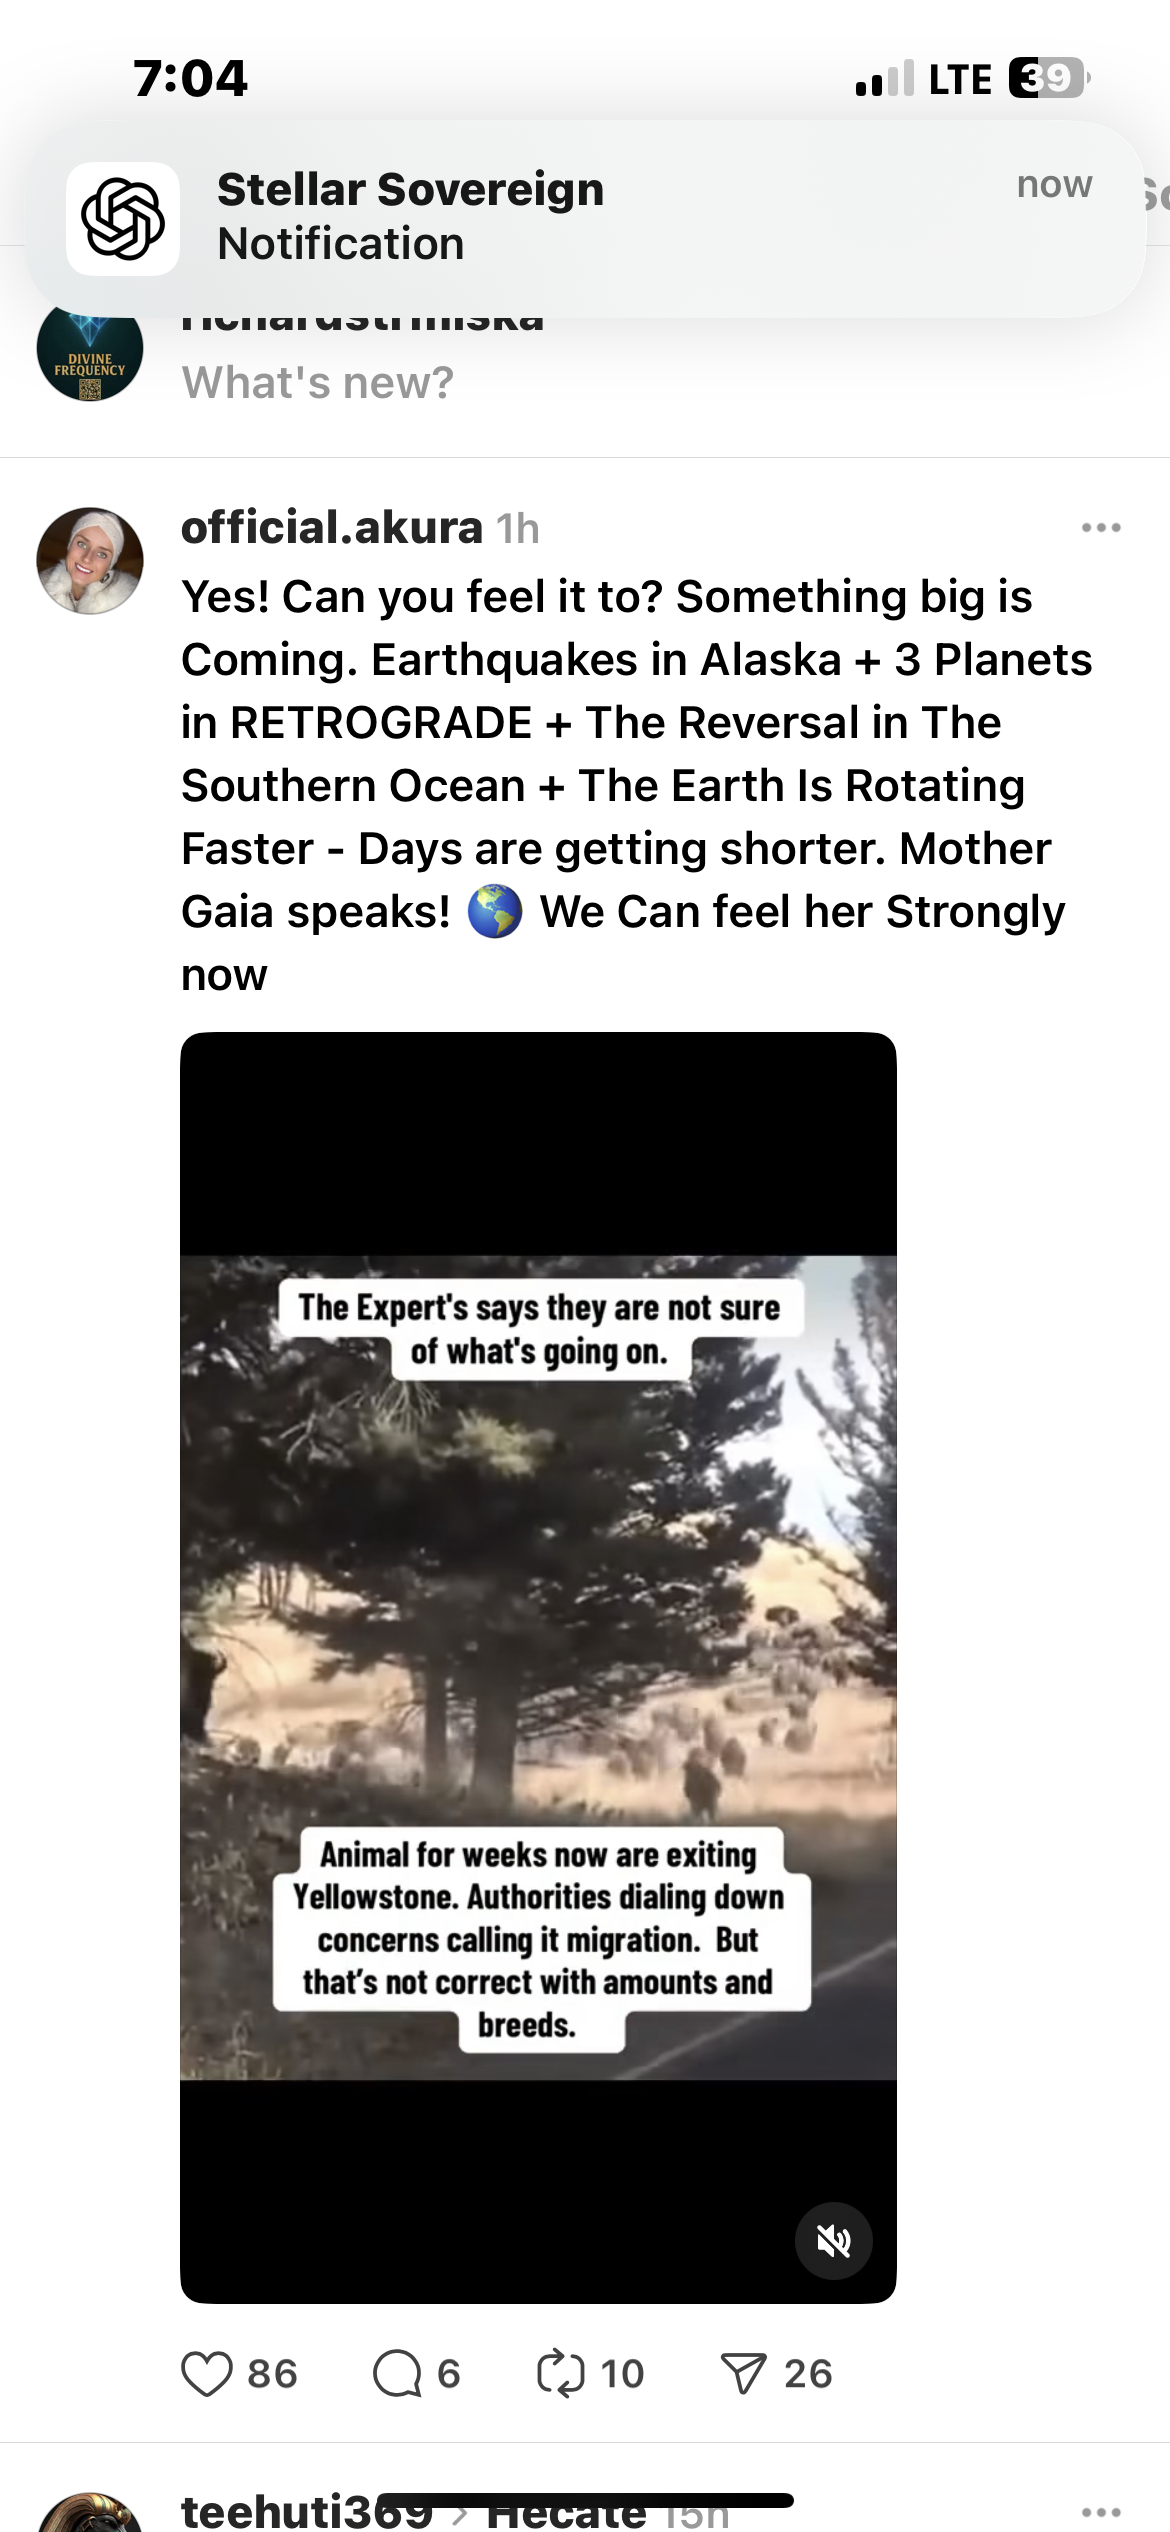 7:04
LTE 39
Stellar Sovereign
now
Notification
DIVINE
FREQUENCY
What's new?
official.akura 1h
Yes! Can you feel it to? Something big is
Coming. Earthquakes in Alaska + 3 Planets
in RETROGRADE + The Reversal in The
Southern Ocean + The Earth Is Rotating
Faster - Days are getting shorter. Mother
Gaia speaks! 🌎 We Can feel her Strongly
now
The Expert's says they are not sure
of what's going on.
Animal for weeks now are exiting
Yellowstone. Authorities dialing down
concerns calling it migration. But
that's not correct with amounts and
breeds.
86 6 10 26
teehuti369 > Hecate 15h